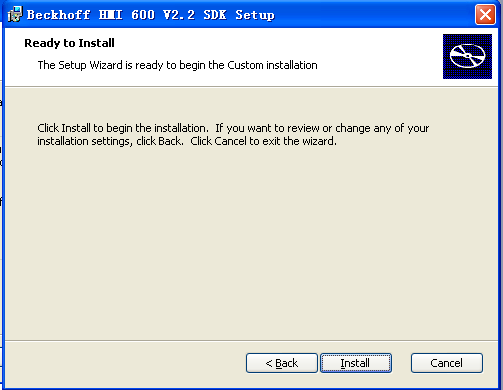 Beckhoff HMI 600 V2.2 SDK Setup
Ready to Install
The Setup Wizard is ready to begin the Custom installation
Click Install to begin the installation.  If you want to review or change any of your
installation settings, click Back.  Click Cancel to exit the wizard.
< Back
Install
Cancel